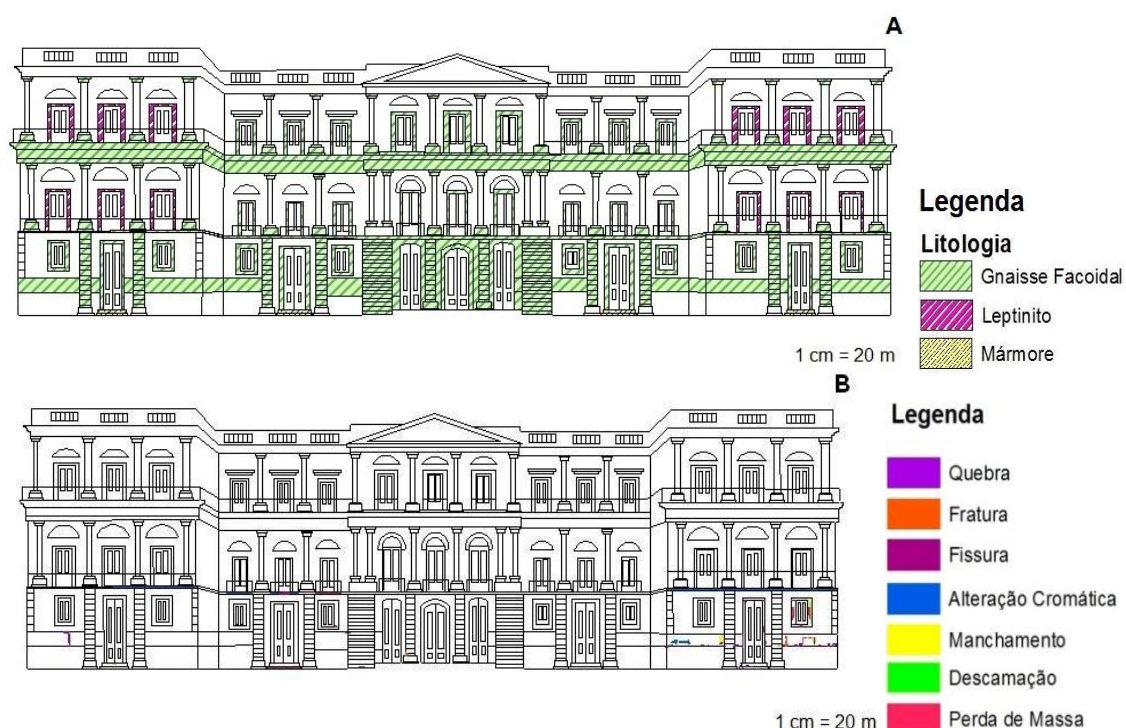 A
Legenda
Litologia
Gnaisse Facoidal
Leptinito
Mármore
1 cm = 20 m
B
Legenda
Quebra
Fratura
Fissura
Alteração Cromática
Manchamento
Descamação
Perda de Massa
1 cm = 20 m